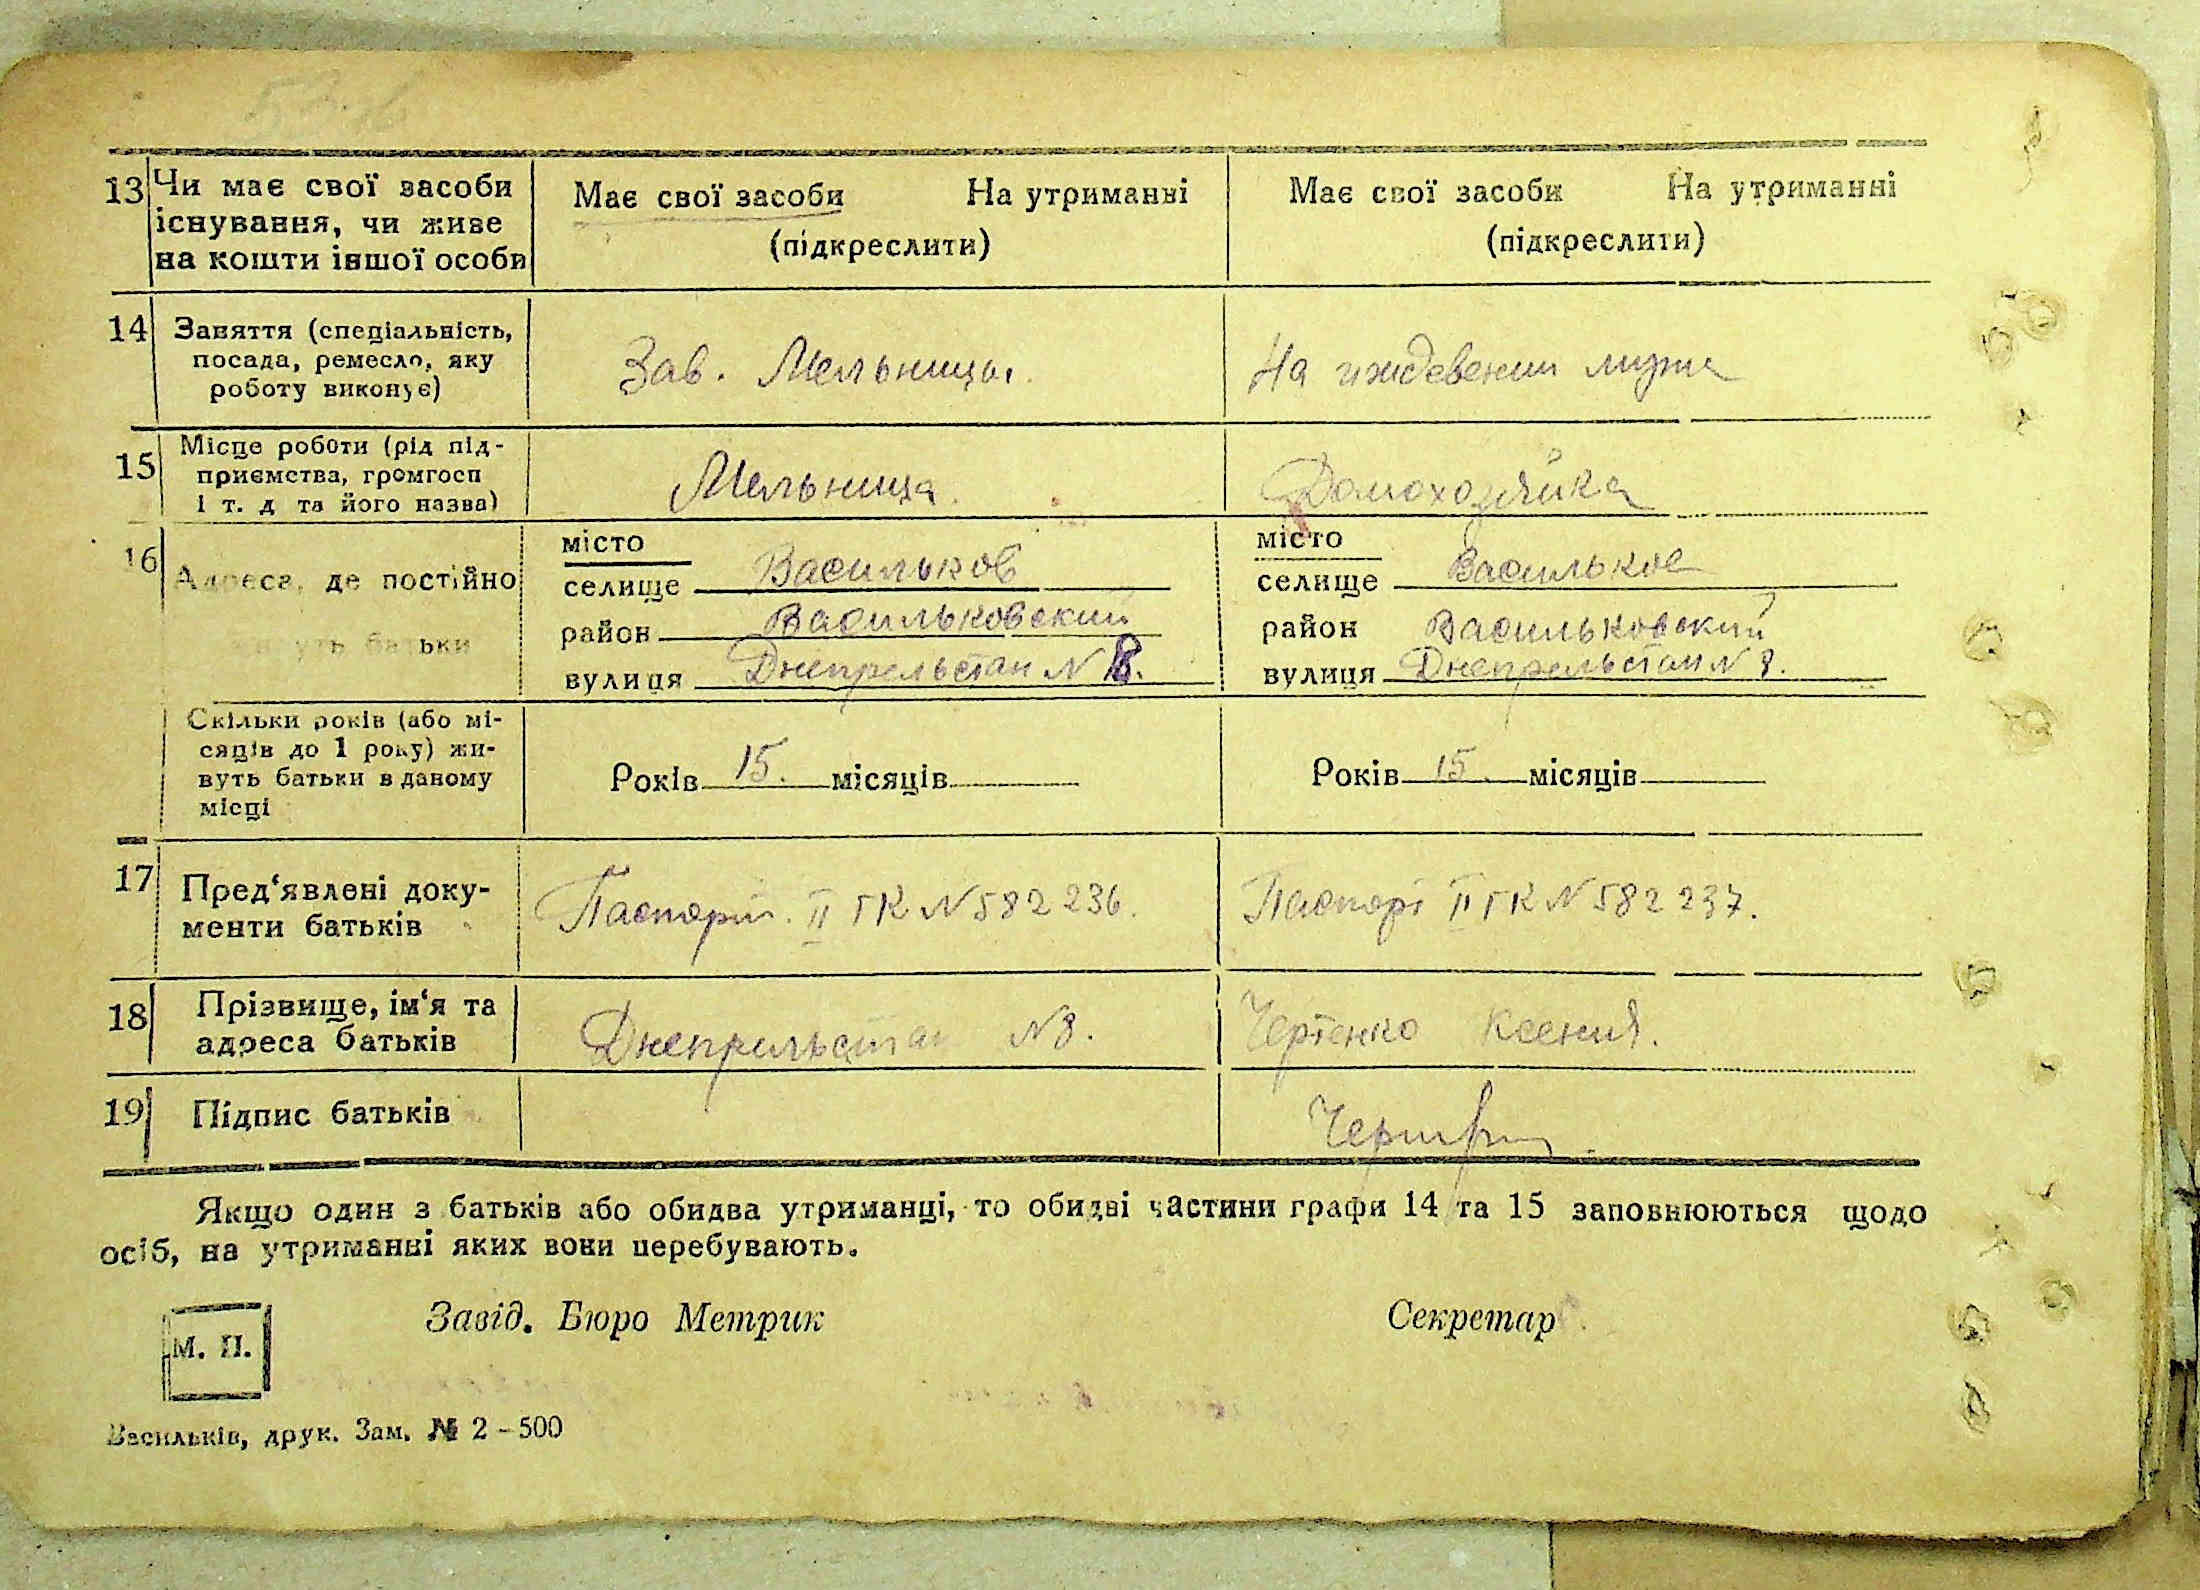 13 Чи має свої засоби існування, чи живе на кошти іншої особи
Має свої засоби На утриманні
(підкреслити)
Має свої засоби На утриманні
(підкреслити)
14 Заняття (спеціальність, посада, ремесло, яку роботу виконує)
Зав. Мельницы.
На иждевении мужа
15 Місце роботи (рід підприємства, громгосп і т. д та його назва)
Мельница.
Домохозяйка
16 Адреса, де постійно живуть батьки
місто
селище Васильков
район Васильковский
вулиця Днепрельстан N 8.
місто
селище Васильков
район Васильковский
вулиця Днепрельстан N 8.
Скільки років (або місяців до 1 року) живуть батьки в даному місці
Років 15. місяців
Років 15. місяців
17 Пред‘явлені документи батьків
Паспорт. II ГК N 582236.
Паспорт II ГК N 582237.
18 Прізвище, ім‘я та адреса батьків
Днепрельстан N8.
Ксения.
19 Підпис батьків
Якщо один з батьків або обидва утриманці, то обидві частини графи 14 та 15 заповнюються щодо
осіб, на утриманні яких вони перебувають.
М. П.
Завід. Бюро Метрик
Секретар
Васильків, друк. Зам. № 2 – 500